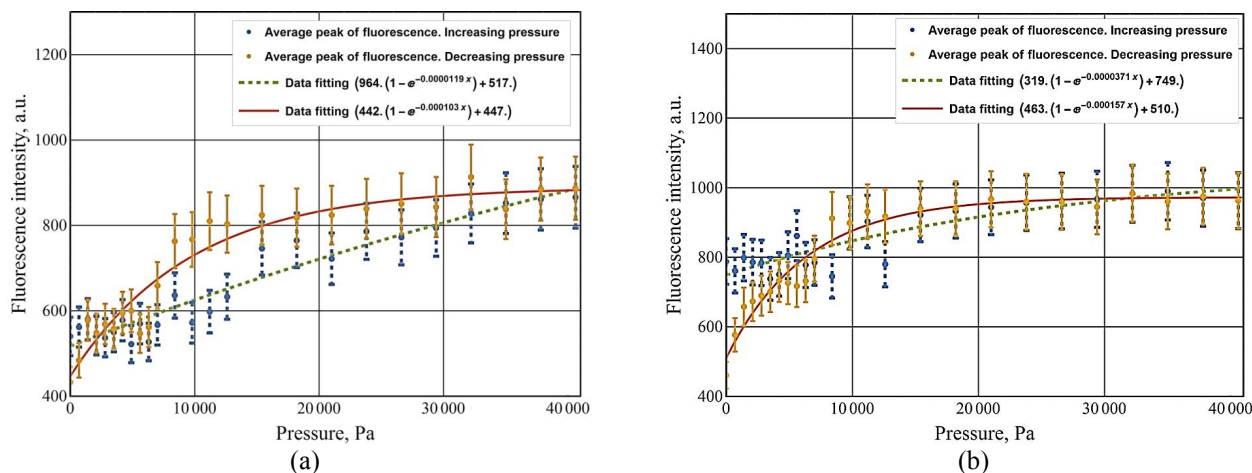 (a)
1300
1200
1000
800
600
400
Fluorescence intensity, a.u.
Average peak of fluorescence. Increasing pressure
Average peak of fluorescence. Decreasing pressure
Data fitting (964. (1 − e^−0.0000119 x) + 517.)
Data fitting (442. (1 − e^−0.000103 x) + 447.)
0 10 000 20 000 30 000 40 000
Pressure, Pa
(a)
b)
1500
1400
1200
1000
800
600
400
Fluorescence intensity, a.u.
Average peak of fluorescence. Increasing pressure
Average peak of fluorescence. Decreasing pressure
Data fitting (319. (1 − e^−0.0000371 x) + 749.)
Data fitting (463. (1 − e^−0.000157 x) + 510.)
0 10 000 20 000 30 000 40 000
Pressure, Pa
(b)